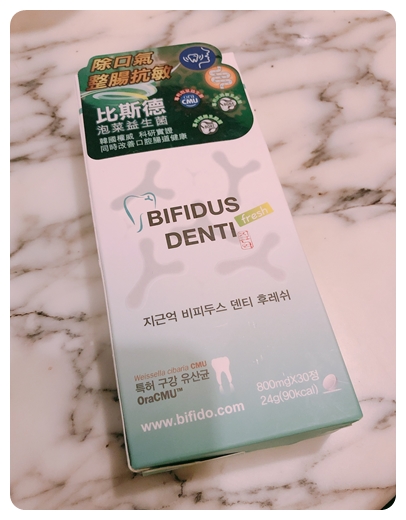 除口氣
整腸抗敏
比斯德
泡菜益生菌
韓國權威 科研實證
同時改善口腔腸道健康
CMU
BIFIDUS
DENTI
fresh
지근억 비피두스 덴티 후레쉬
Weissella cibaria CMU
특허 구강 유산균
OraCMU™
800mgX30정
24g(90kcal)
www.bifido.com